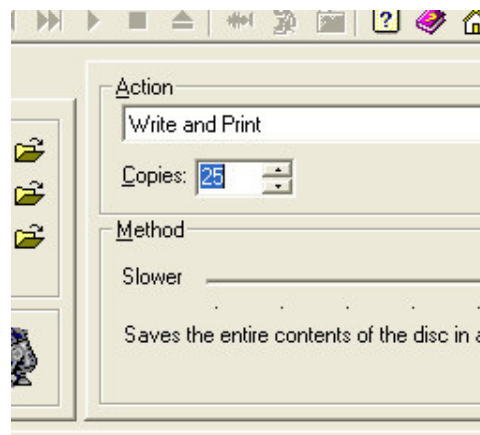 ?
Action
Write and Print
Copies: 25
Method
Slower
Saves the entire contents of the disc in a